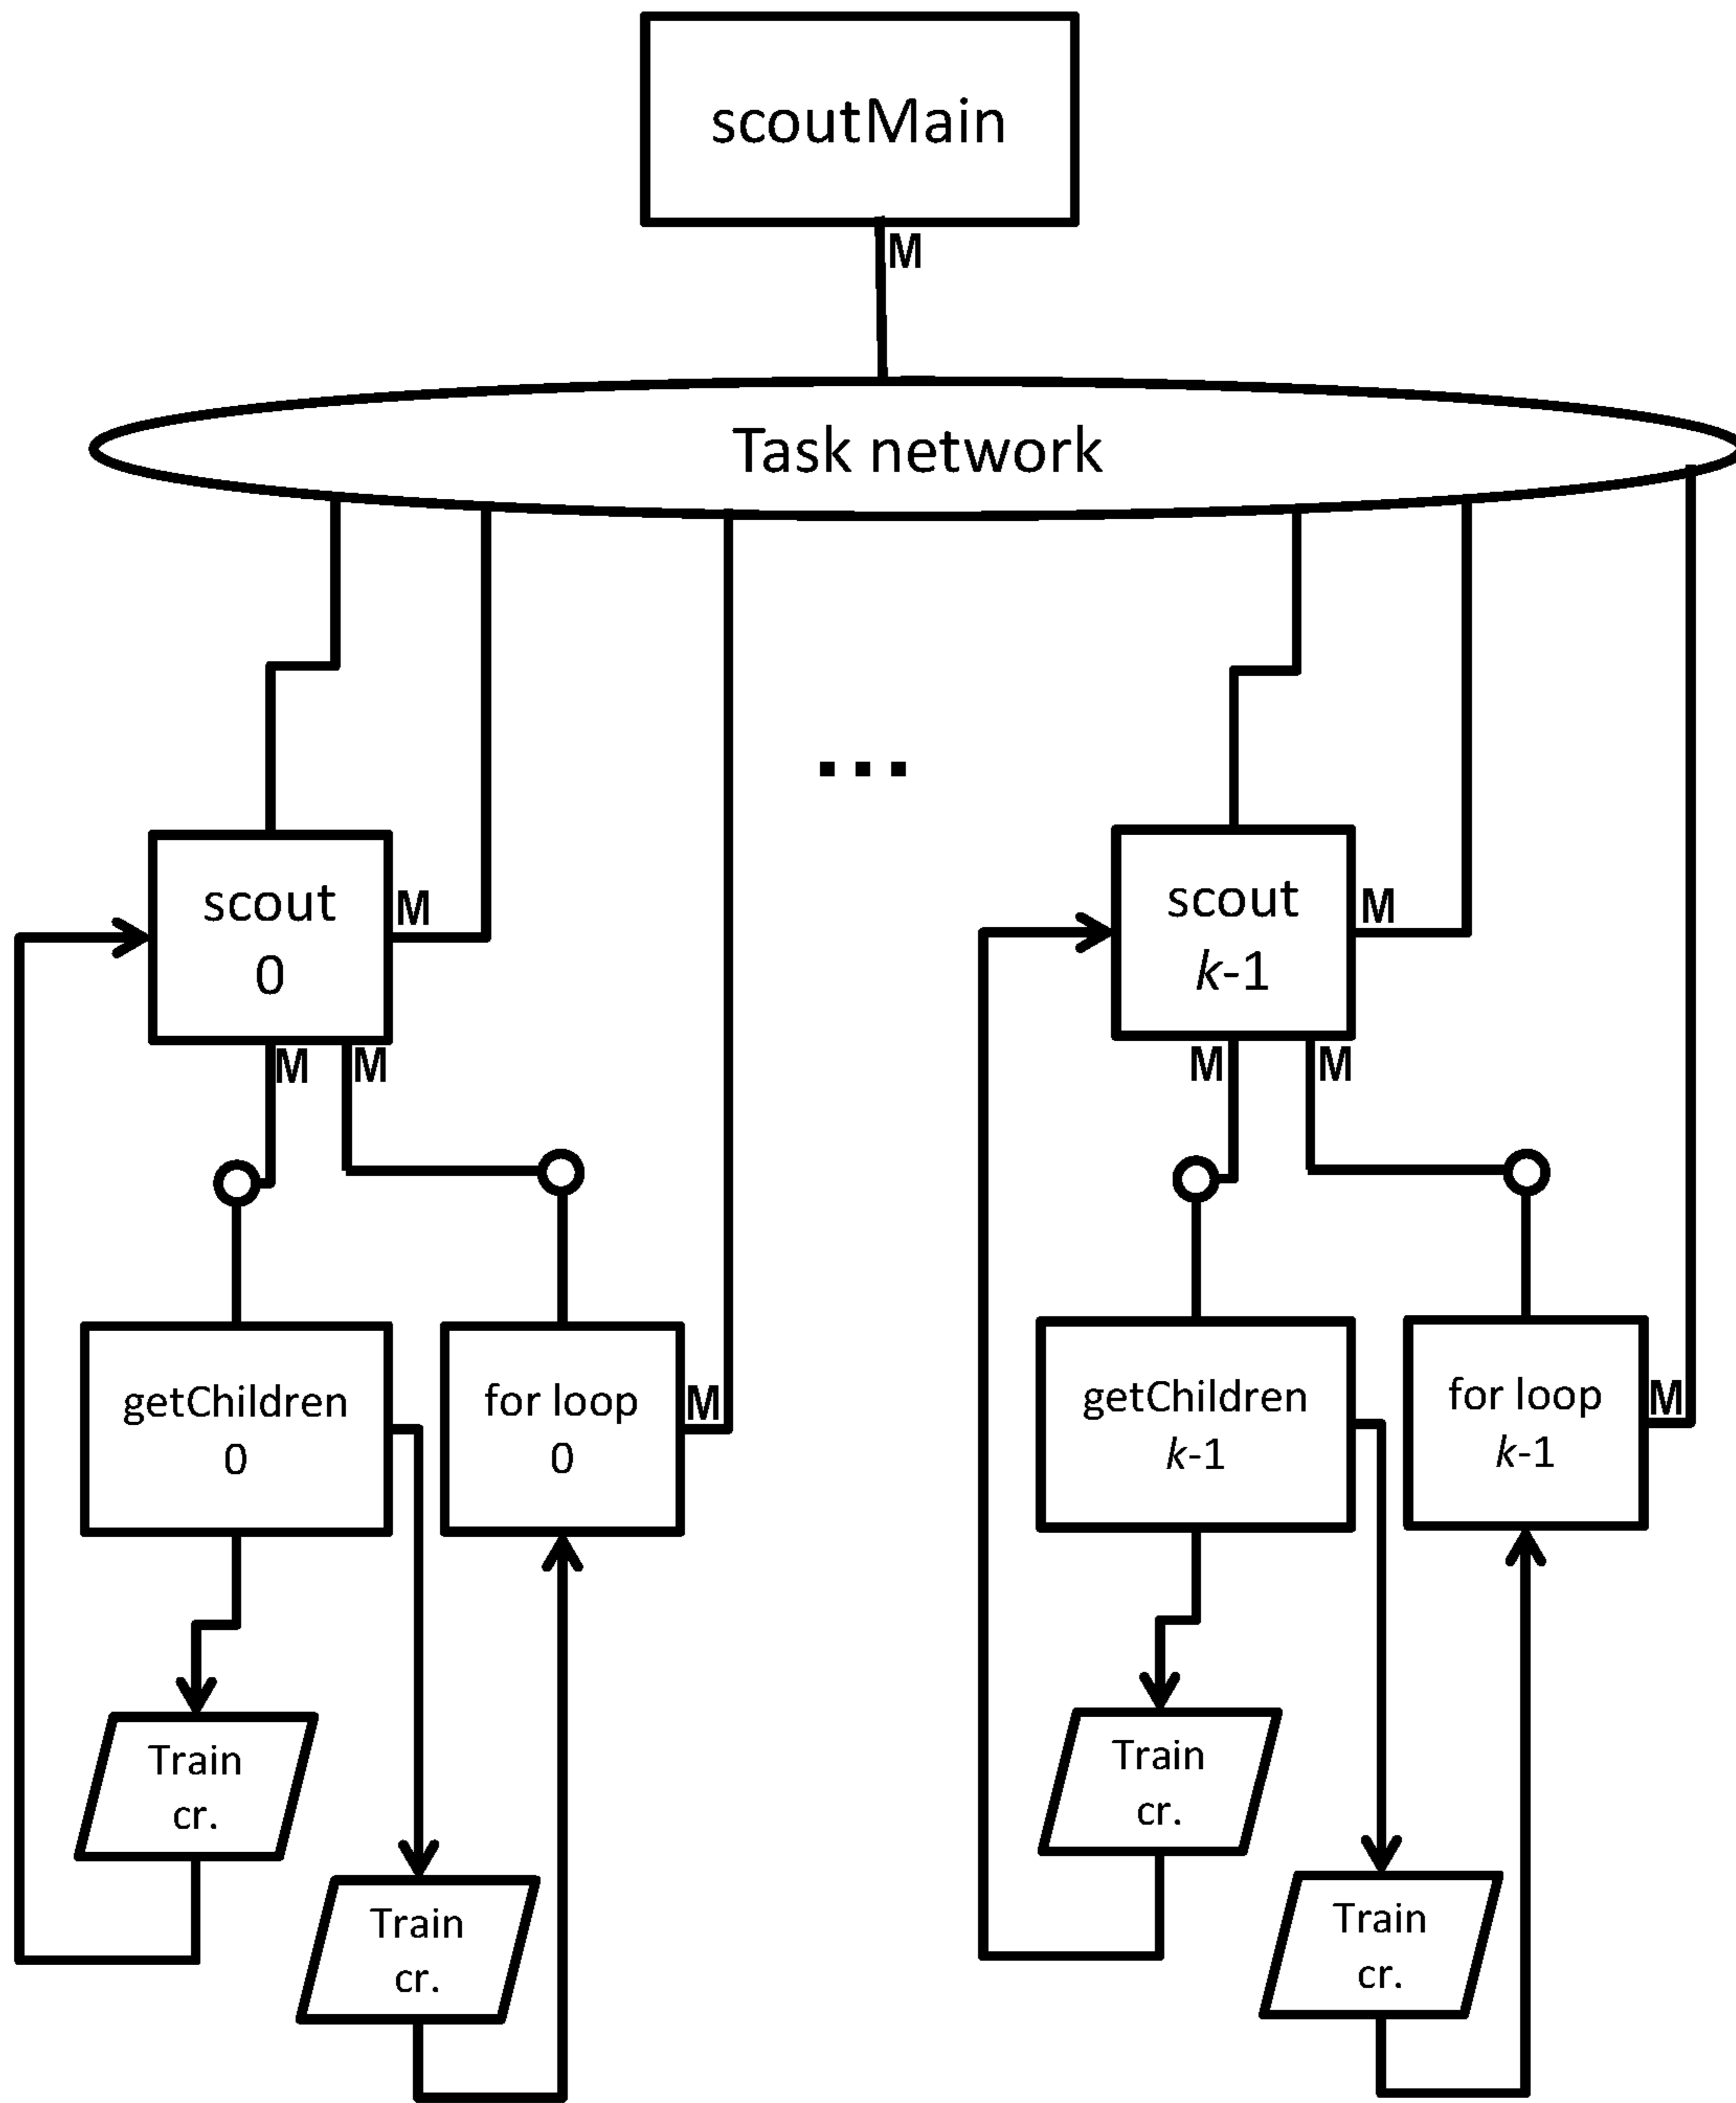 scoutMain
M
Task network
...
scout
0
M
scout
k-1
M
M
M
M
M
getChildren
0
for loop
0
M
getChildren
k-1
for loop
k-1
M
Train
cr.
Train
cr.
Train
cr.
Train
cr.